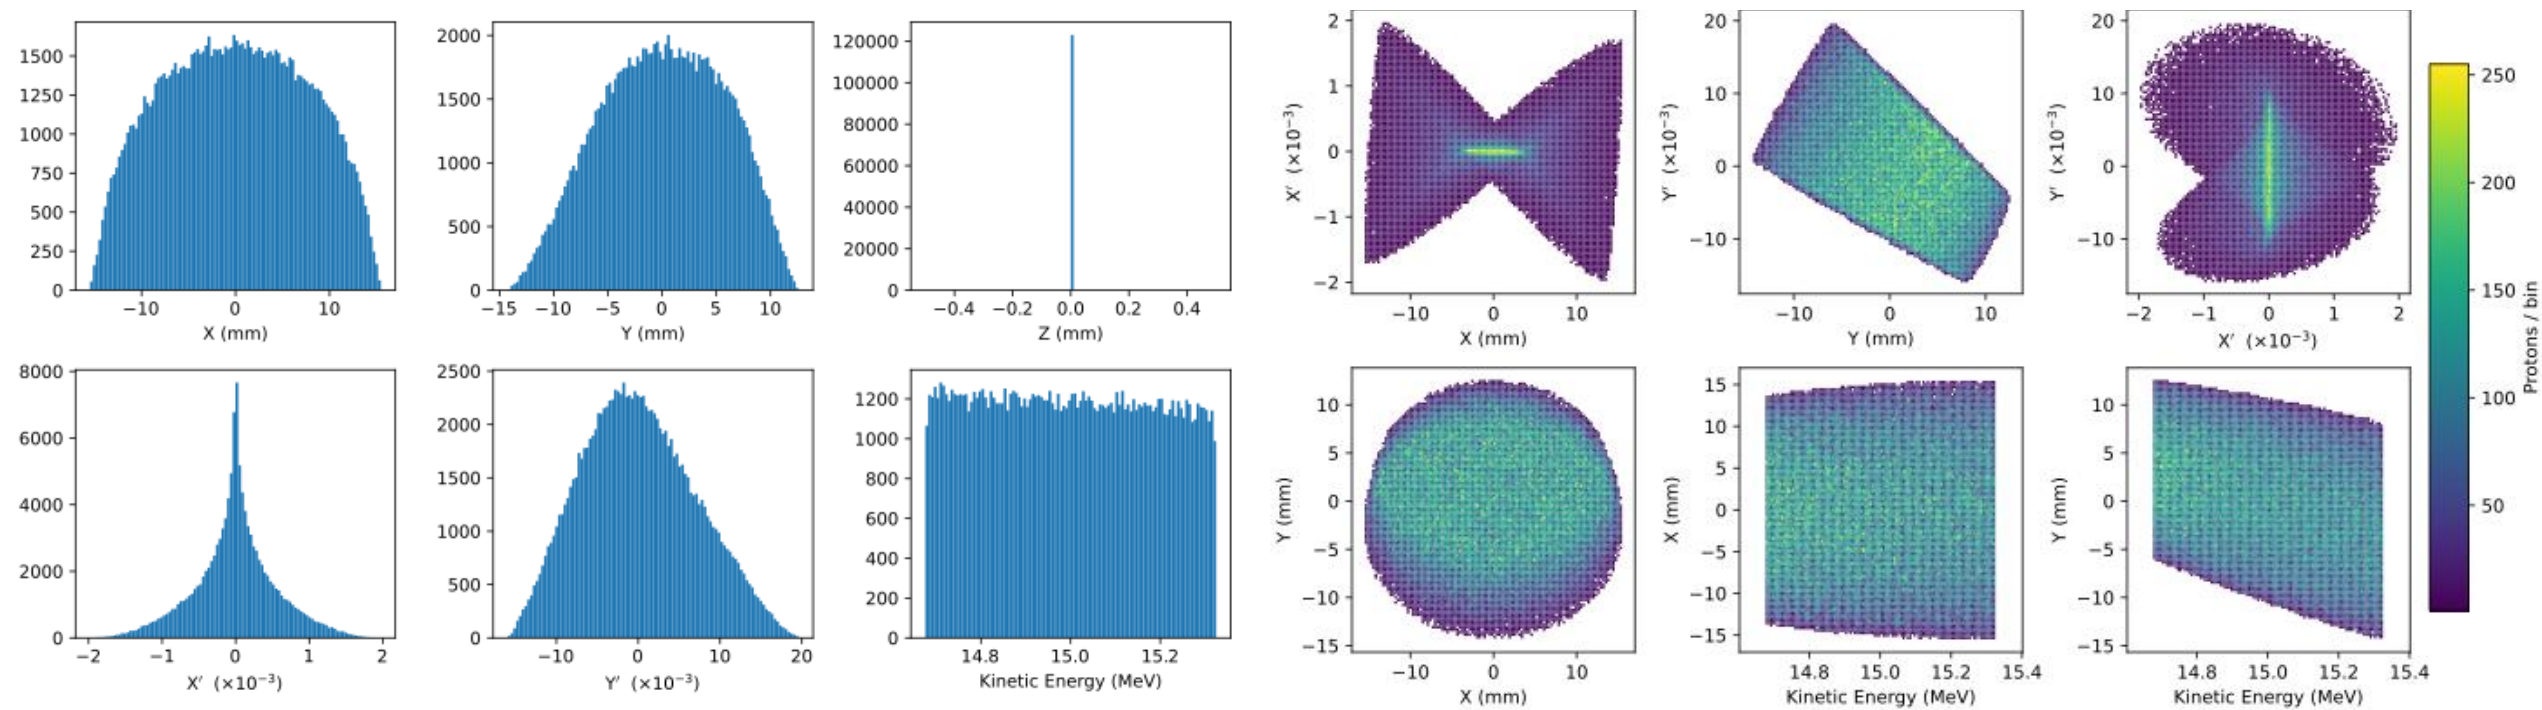 1500
1250
1000
750
500
250
0
−10 0 10
X (mm)
2000
1500
1000
500
0
−15 −10 −5 0 5 10
Y (mm)
120000
100000
80000
60000
40000
20000
0
−0.4 −0.2 0.0 0.2 0.4
Z (mm)
2
1
0
−1
−2
X′ (×10⁻³)
−10 0 10
X (mm)
20
10
0
−10
Y′ (×10⁻³)
−10 0 10
Y (mm)
20
10
0
−10
Y′ (×10⁻³)
−2 −1 0 1 2
X′ (×10⁻³)
250
200
150
100
50
Protons / bin
8000
6000
4000
2000
0
−2 −1 0 1 2
X′ (×10⁻³)
2500
2000
1500
1000
500
0
−10 0 10 20
Y′ (×10⁻³)
1200
1000
800
600
400
200
0
14.8 15.0 15.2
Kinetic Energy (MeV)
10
5
0
−5
−10
−15
Y (mm)
−10 0 10
X (mm)
15
10
5
0
−5
−10
−15
X (mm)
14.8 15.0 15.2 15.4
Kinetic Energy (MeV)
10
5
0
−5
−10
−15
Y (mm)
14.8 15.0 15.2 15.4
Kinetic Energy (MeV)